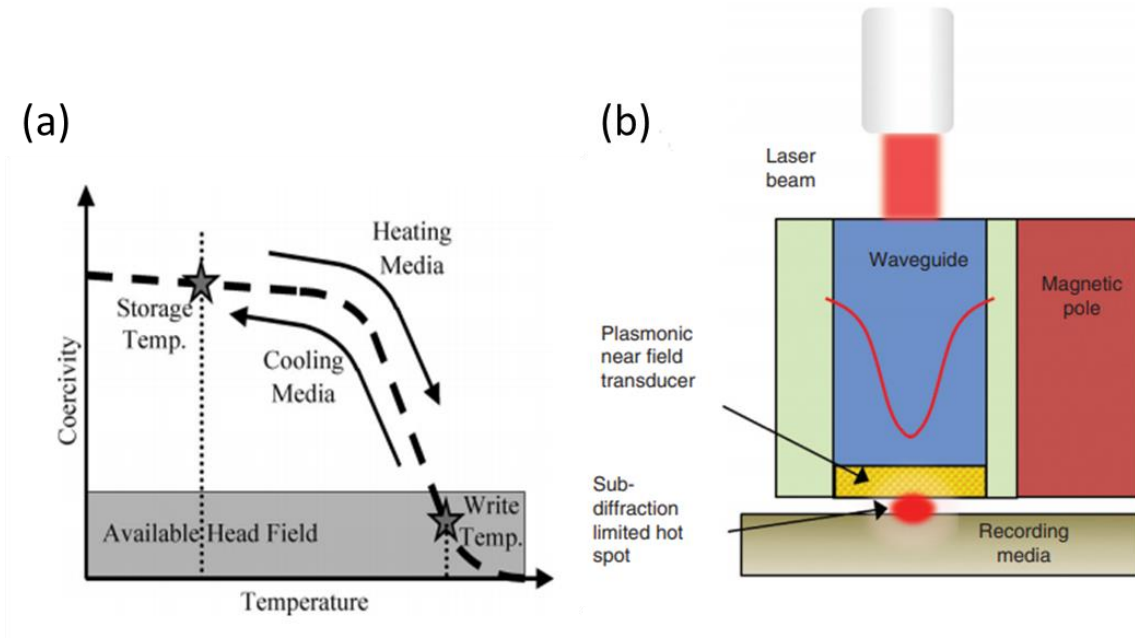 (a)
Heating
Media
Storage
Temp.
Cooling
Media
Coercivity
Available Head Field
Write
Temp.
Temperature
(b)
Laser
beam
Waveguide
Magnetic
pole
Plasmonic
near field
transducer
Sub-
diffraction
limited hot
spot
Recording
media